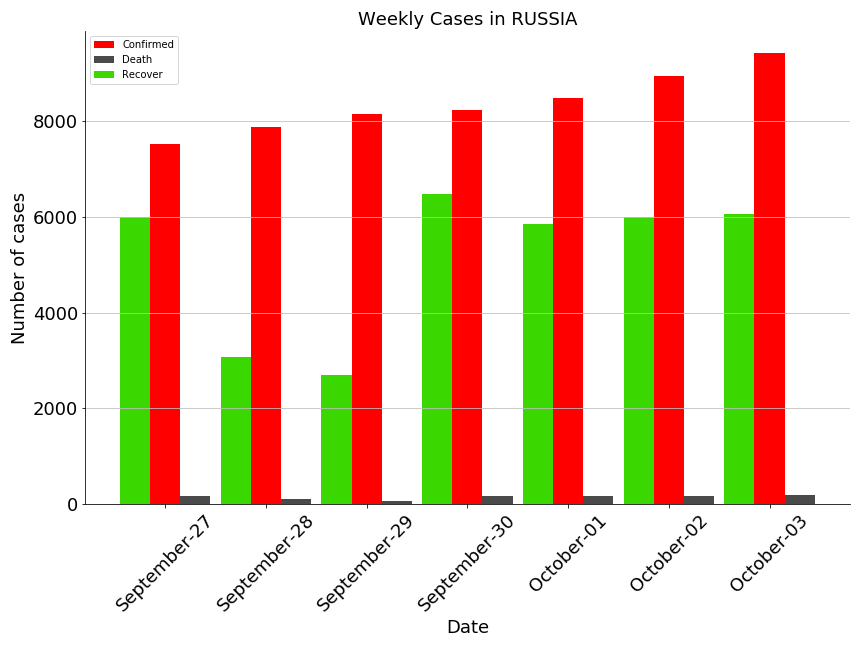 Weekly Cases in RUSSIA
Confirmed
Death
Recover
8000
6000
4000
2000
0
Number of cases
September-27
September-28
September-29
September-30
October-01
October-02
October-03
Date